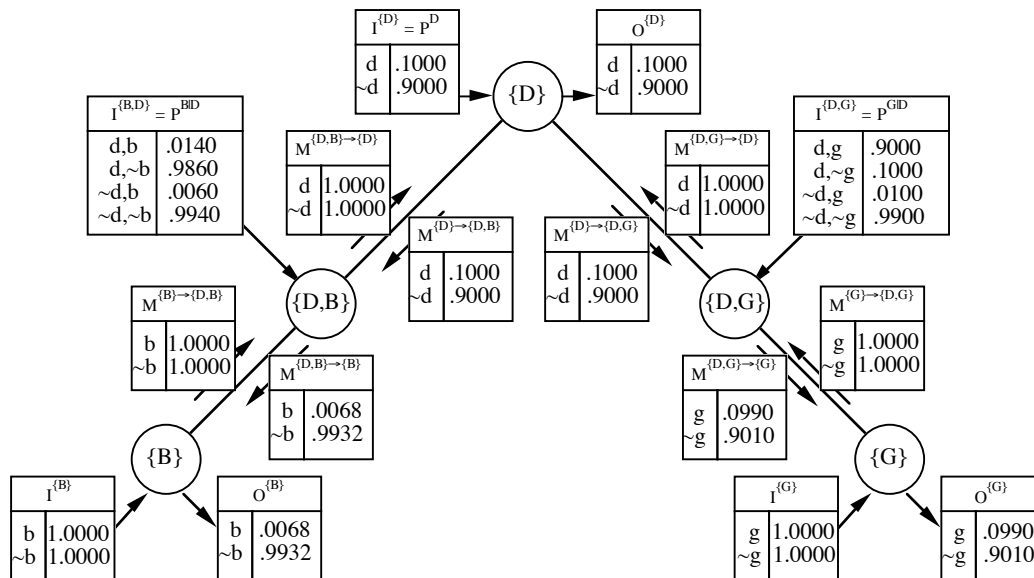 I^{D} = P^D
d .1000
~d .9000
O^{D}
d .1000
~d .9000
{D}
I^{B,D} = P^B|D
d,b .0140
d,~b .9860
~d,b .0060
~d,~b .9940
M^{D,B}→{D}
d 1.0000
~d 1.0000
M^{D,G}→{D}
d 1.0000
~d 1.0000
I^{D,G} = P^G|D
d,g .9000
d,~g .1000
~d,g .0100
~d,~g .9900
M^{D}→{D,B}
d .1000
~d .9000
M^{D}→{D,G}
d .1000
~d .9000
{D,B}
{D,G}
M^{B}→{D,B}
b 1.0000
~b 1.0000
M^{D,B}→{B}
b .0068
~b .9932
M^{D,G}→{G}
g .0990
~g .9010
M^{G}→{D,G}
g 1.0000
~g 1.0000
{B}
{G}
I^{B}
b 1.0000
~b 1.0000
O^{B}
b .0068
~b .9932
I^{G}
g 1.0000
~g 1.0000
O^{G}
g .0990
~g .9010